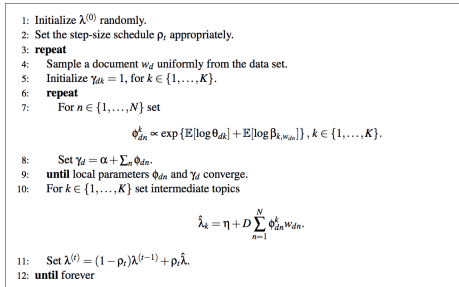 1: Initialize λ^(0) randomly.
2: Set the step-size schedule ρ_t appropriately.
3: repeat
4: Sample a document w_d uniformly from the data set.
5: Initialize γ_dk = 1, for k ∈ {1,...,K}.
6: repeat
7: For n ∈ {1,...,N} set
ϕ^k_dn ∝ exp{𝔼[log θ_dk] + 𝔼[log β_k,w_dn]}, k ∈ {1,...,K}.
8: Set γ_d = α + ∑_n ϕ_dn.
9: until local parameters ϕ_dn and γ_d converge.
10: For k ∈ {1,...,K} set intermediate topics
λ̂_k = η + D ∑_{n=1}^{N} ϕ^k_dn w_dn.
11: Set λ^(t) = (1 − ρ_t)λ^(t−1) + ρ_t λ̂.
12: until forever